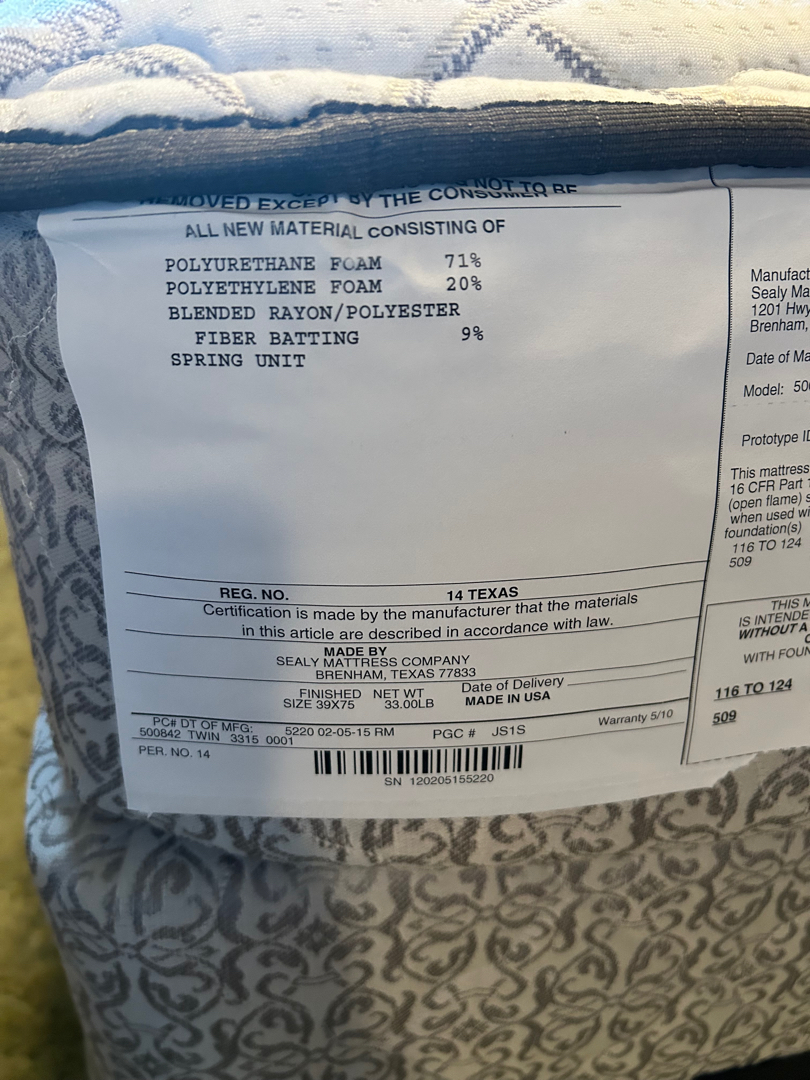 NOT TO BE
REMOVED EXCEPT BY THE CONSUMER
ALL NEW MATERIAL CONSISTING OF
POLYURETHANE FOAM 71%
POLYETHYLENE FOAM 20%
BLENDED RAYON/POLYESTER
FIBER BATTING 9%
SPRING UNIT
REG. NO. 14 TEXAS
Certification is made by the manufacturer that the materials
in this article are described in accordance with law.
MADE BY
SEALY MATTRESS COMPANY
BRENHAM, TEXAS 77833
FINISHED NET WT Date of Delivery
SIZE 39X75 33.00LB MADE IN USA
PC# DT OF MFG: 5220 02-05-15 RM PGC # JS1S Warranty 5/10
500842 TWIN 3315 0001
PER. NO. 14
SN 120205155220
Manufact
Sealy Ma
1201 Hwy
Brenham,
Date of Ma
Model: 50
Prototype ID
This mattress
16 CFR Part
(open flame) s
when used wi
foundation(s)
116 TO 124
509
THIS M
IS INTENDE
WITHOUT A
WITH FOUN
116 TO 124
509